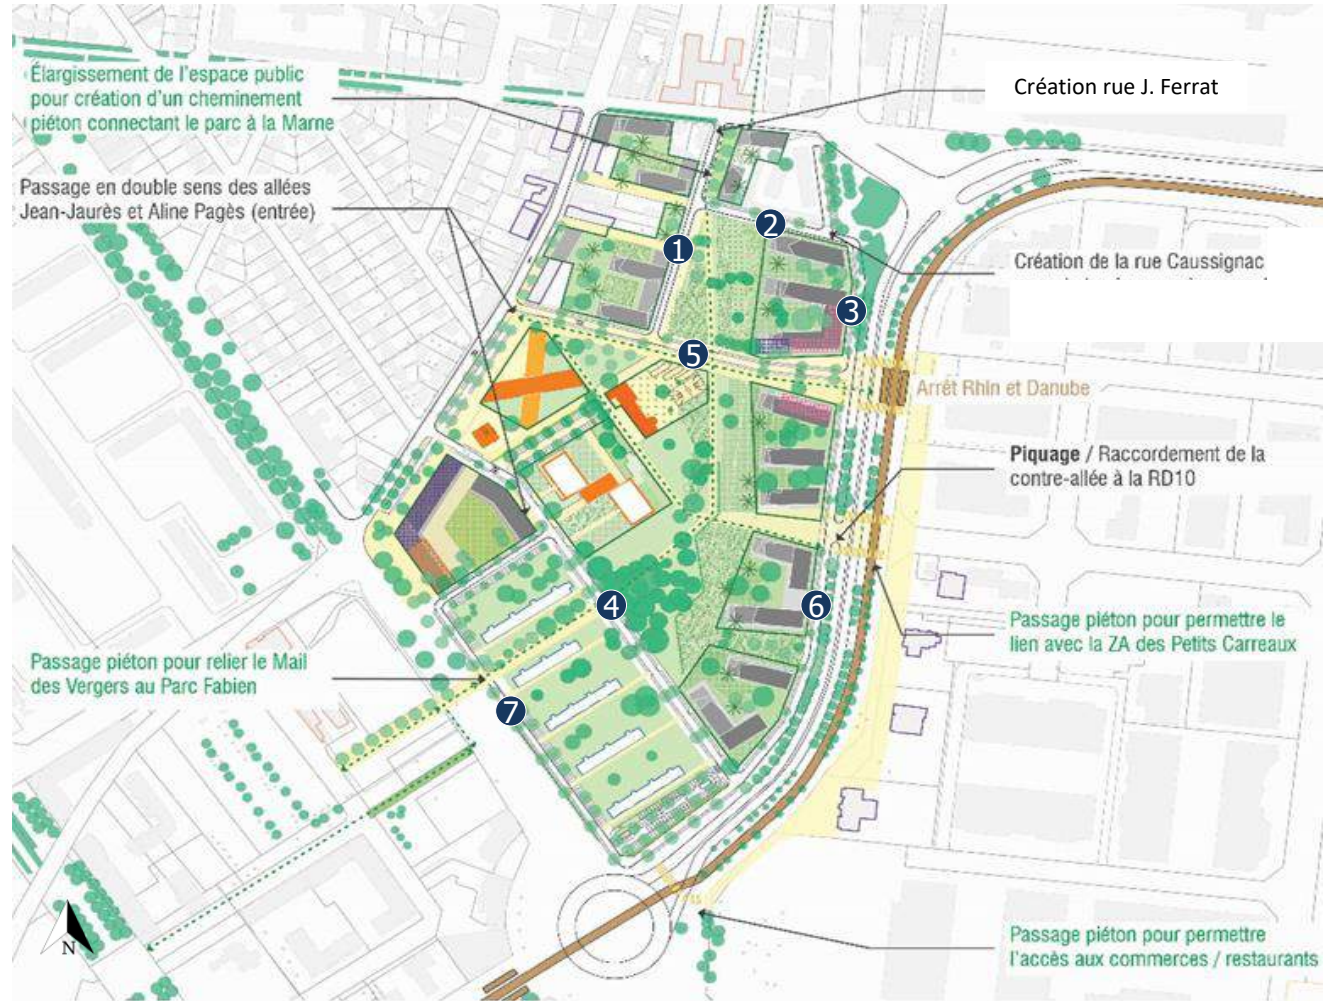 Élargissement de l'espace public
pour création d'un cheminement
piéton connectant le parc à la Marne
Création rue J. Ferrat
Passage en double sens des allées
Jean-Jaurès et Aline Pagès (entrée)
2
1
Création de la rue Caussignac
3
5
Arrêt Rhin et Danube
Piquage / Raccordement de la
contre-allée à la RD10
4
6
Passage piéton pour permettre le
lien avec la ZA des Petits Carreaux
Passage piéton pour relier le Mail
des Vergers au Parc Fabien
7
N
Passage piéton pour permettre
l'accès aux commerces / restaurants